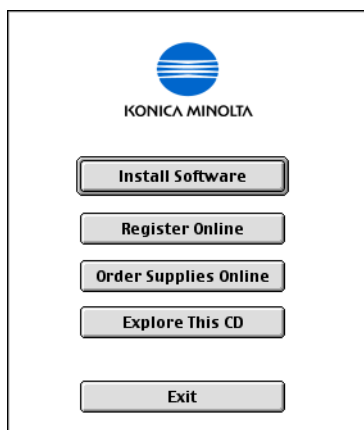 KONICA MINOLTA
Install Software
Register Online
Order Supplies Online
Explore This CD
Exit